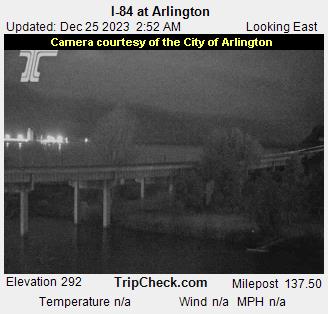 I-84 at Arlington
Updated: Dec 25 2023 2:52 AM Looking East
Camera courtesy of the City of Arlington
Elevation 292 TripCheck.com Milepost 137.50
Temperature n/a Wind n/a MPH n/a